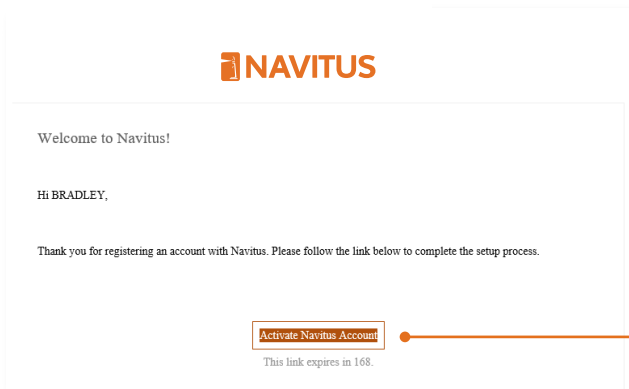 NAVITUS
Welcome to Navitus!
Hi BRADLEY,
Thank you for registering an account with Navitus. Please follow the link below to complete the setup process.
Activate Navitus Account
This link expires in 168.